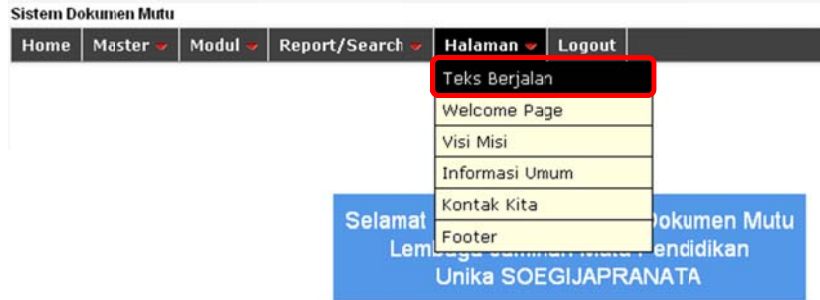 Sistem Dokumen Mutu
Home Master Modul Report/Search Halaman Logout
Teks Berjalan
Welcome Page
Visi Misi
Informasi Umum
Kontak Kita
Footer
Selamat Dokumen Mutu
Pendidikan
Unika SOEGIJAPRANATA